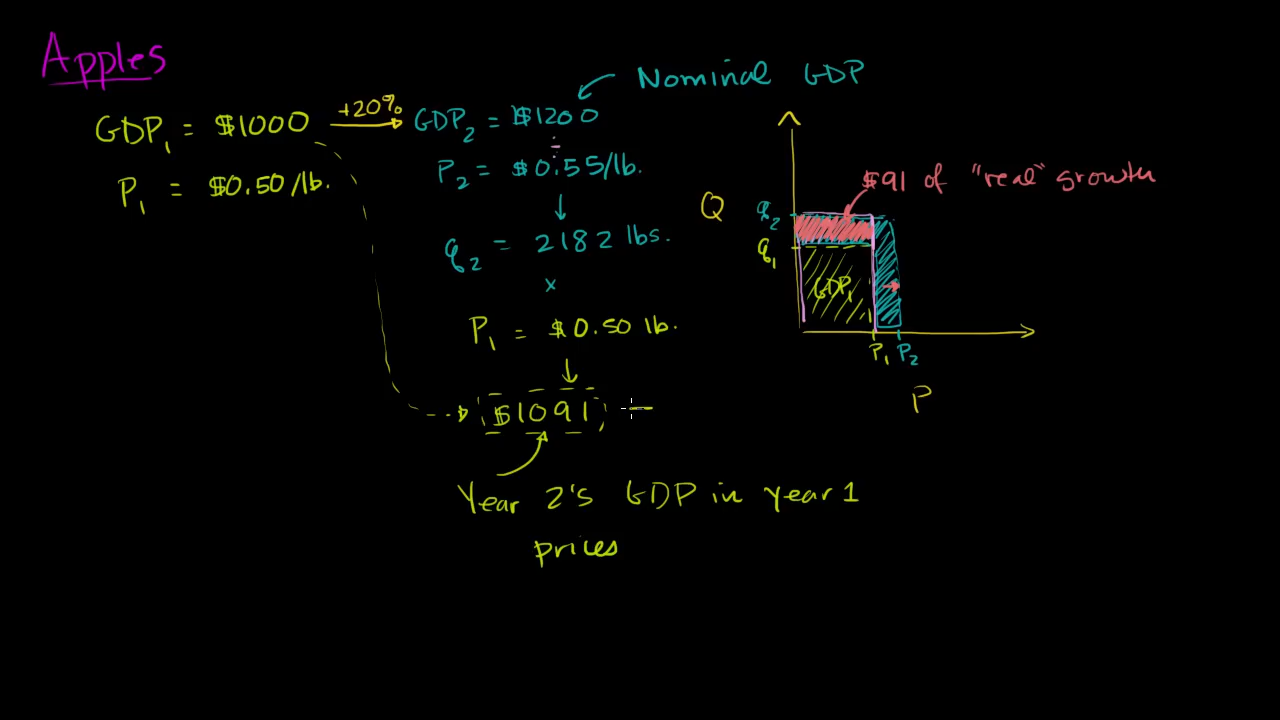 Apples
GDP₁ = $1000
+20%
GDP₂ = $1200
Nominal GDP
÷
P₁ = $0.50/lb.
P₂ = $0.55/lb.
q₂ = 2182 lbs.
x
P₁ = $0.50 lb.
$1091
Year 2's GDP in year 1
prices
$91 of "real" growth
Q
q₂
q₁
GDP₁
P₁ P₂
P